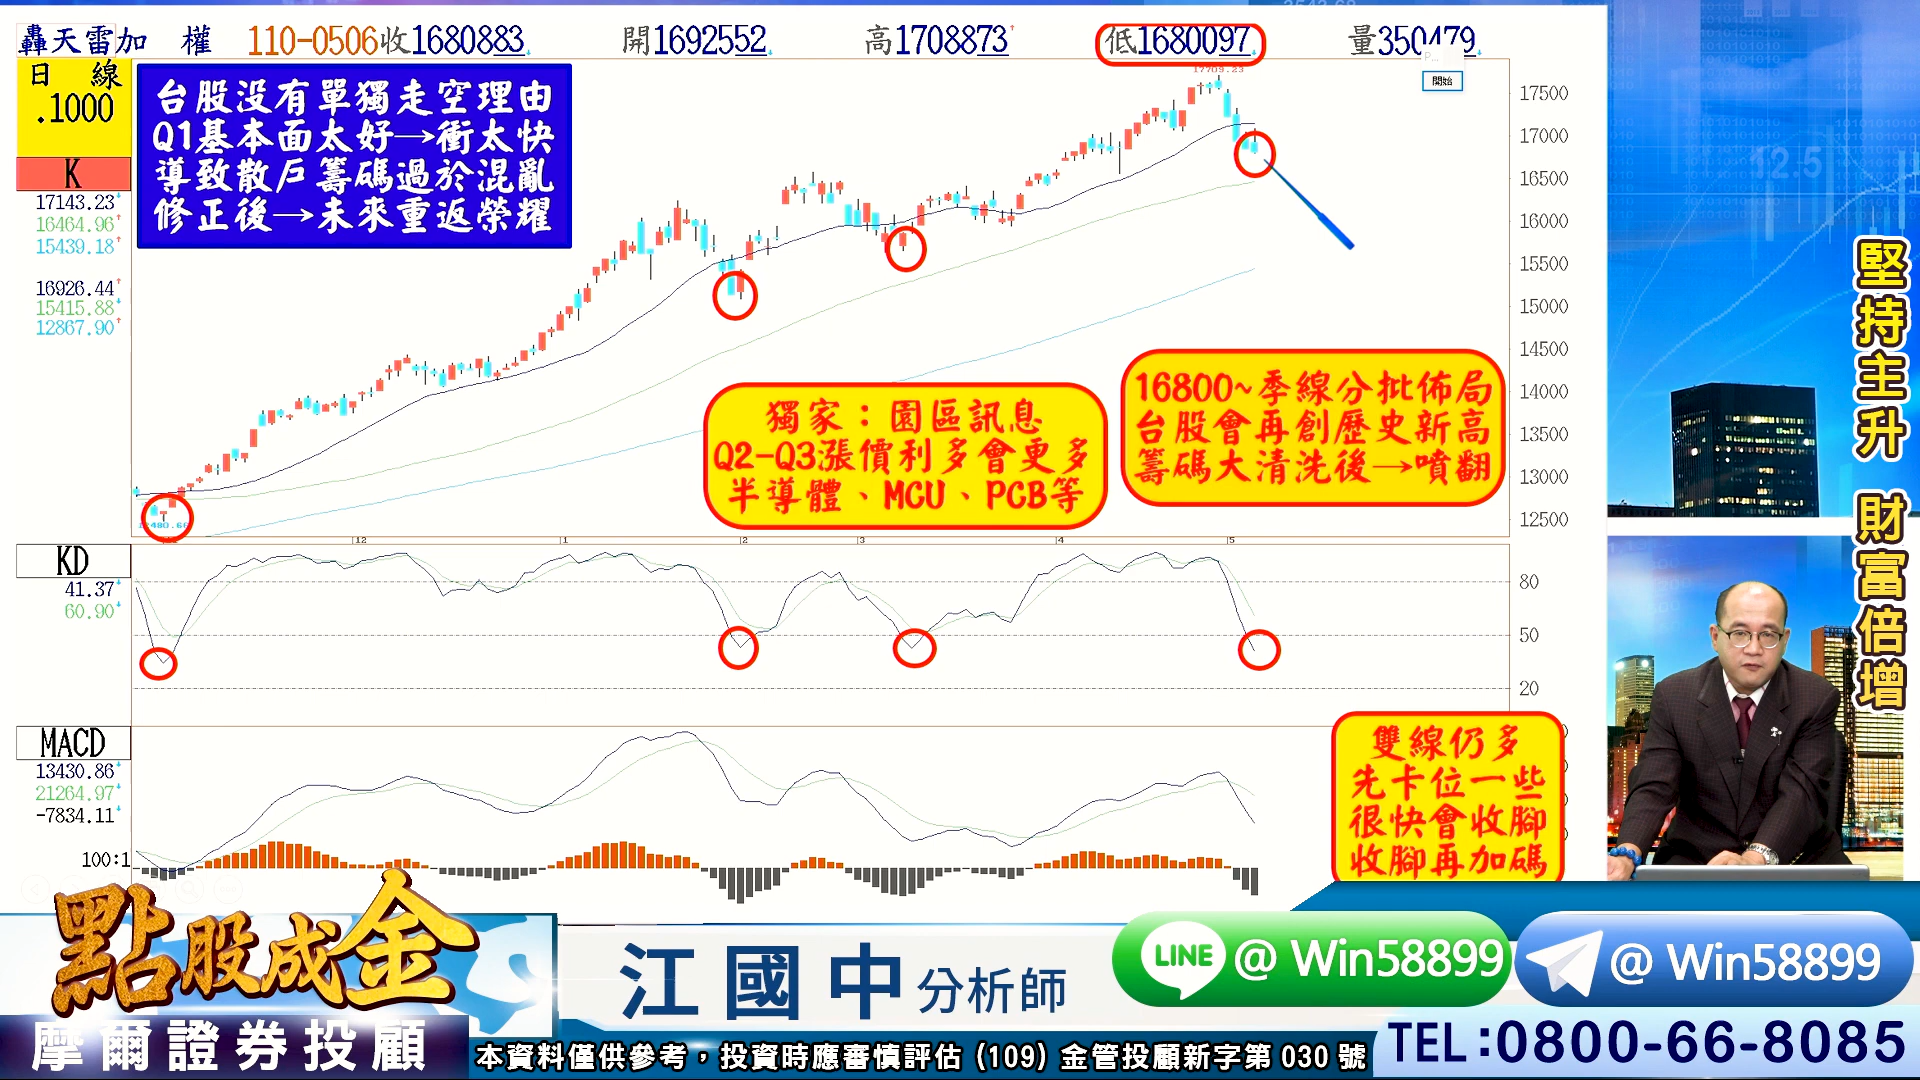 轟天雷加 權 110-0506收1680883 開1692552 高1708873 低1680097 量350479
日 線
.1000
K
17143.23
16464.96
15439.18
16926.44
15415.88
12867.90
台股没有單獨走空理由
Q1基本面太好→衝太快
導致散戶籌碼過於混亂
修正後→未來重返榮耀
17709.23
開始
17500
17000
16500
16000
15500
15000
14500
14000
13500
13000
12500
獨家：園區訊息
Q2-Q3漲價利多會更多
半導體、MCU、PCB等
16800~季線分批佈局
台股會再創歷史新高
籌碼大清洗後→噴翻
12 1 2 3 4 5
KD
41.37
60.90
80
50
20
MACD
13430.86
21264.97
-7834.11
100:1
雙線仍多
先卡位一些
很快會收腳
收腳再加碼
堅持主升 財富倍增
點股成金
摩爾證券投顧
江國中 分析師
LINE @ Win58899
@ Win58899
TEL:0800-66-8085
本資料僅供參考，投資時應審慎評估 (109) 金管投顧新字第 030 號